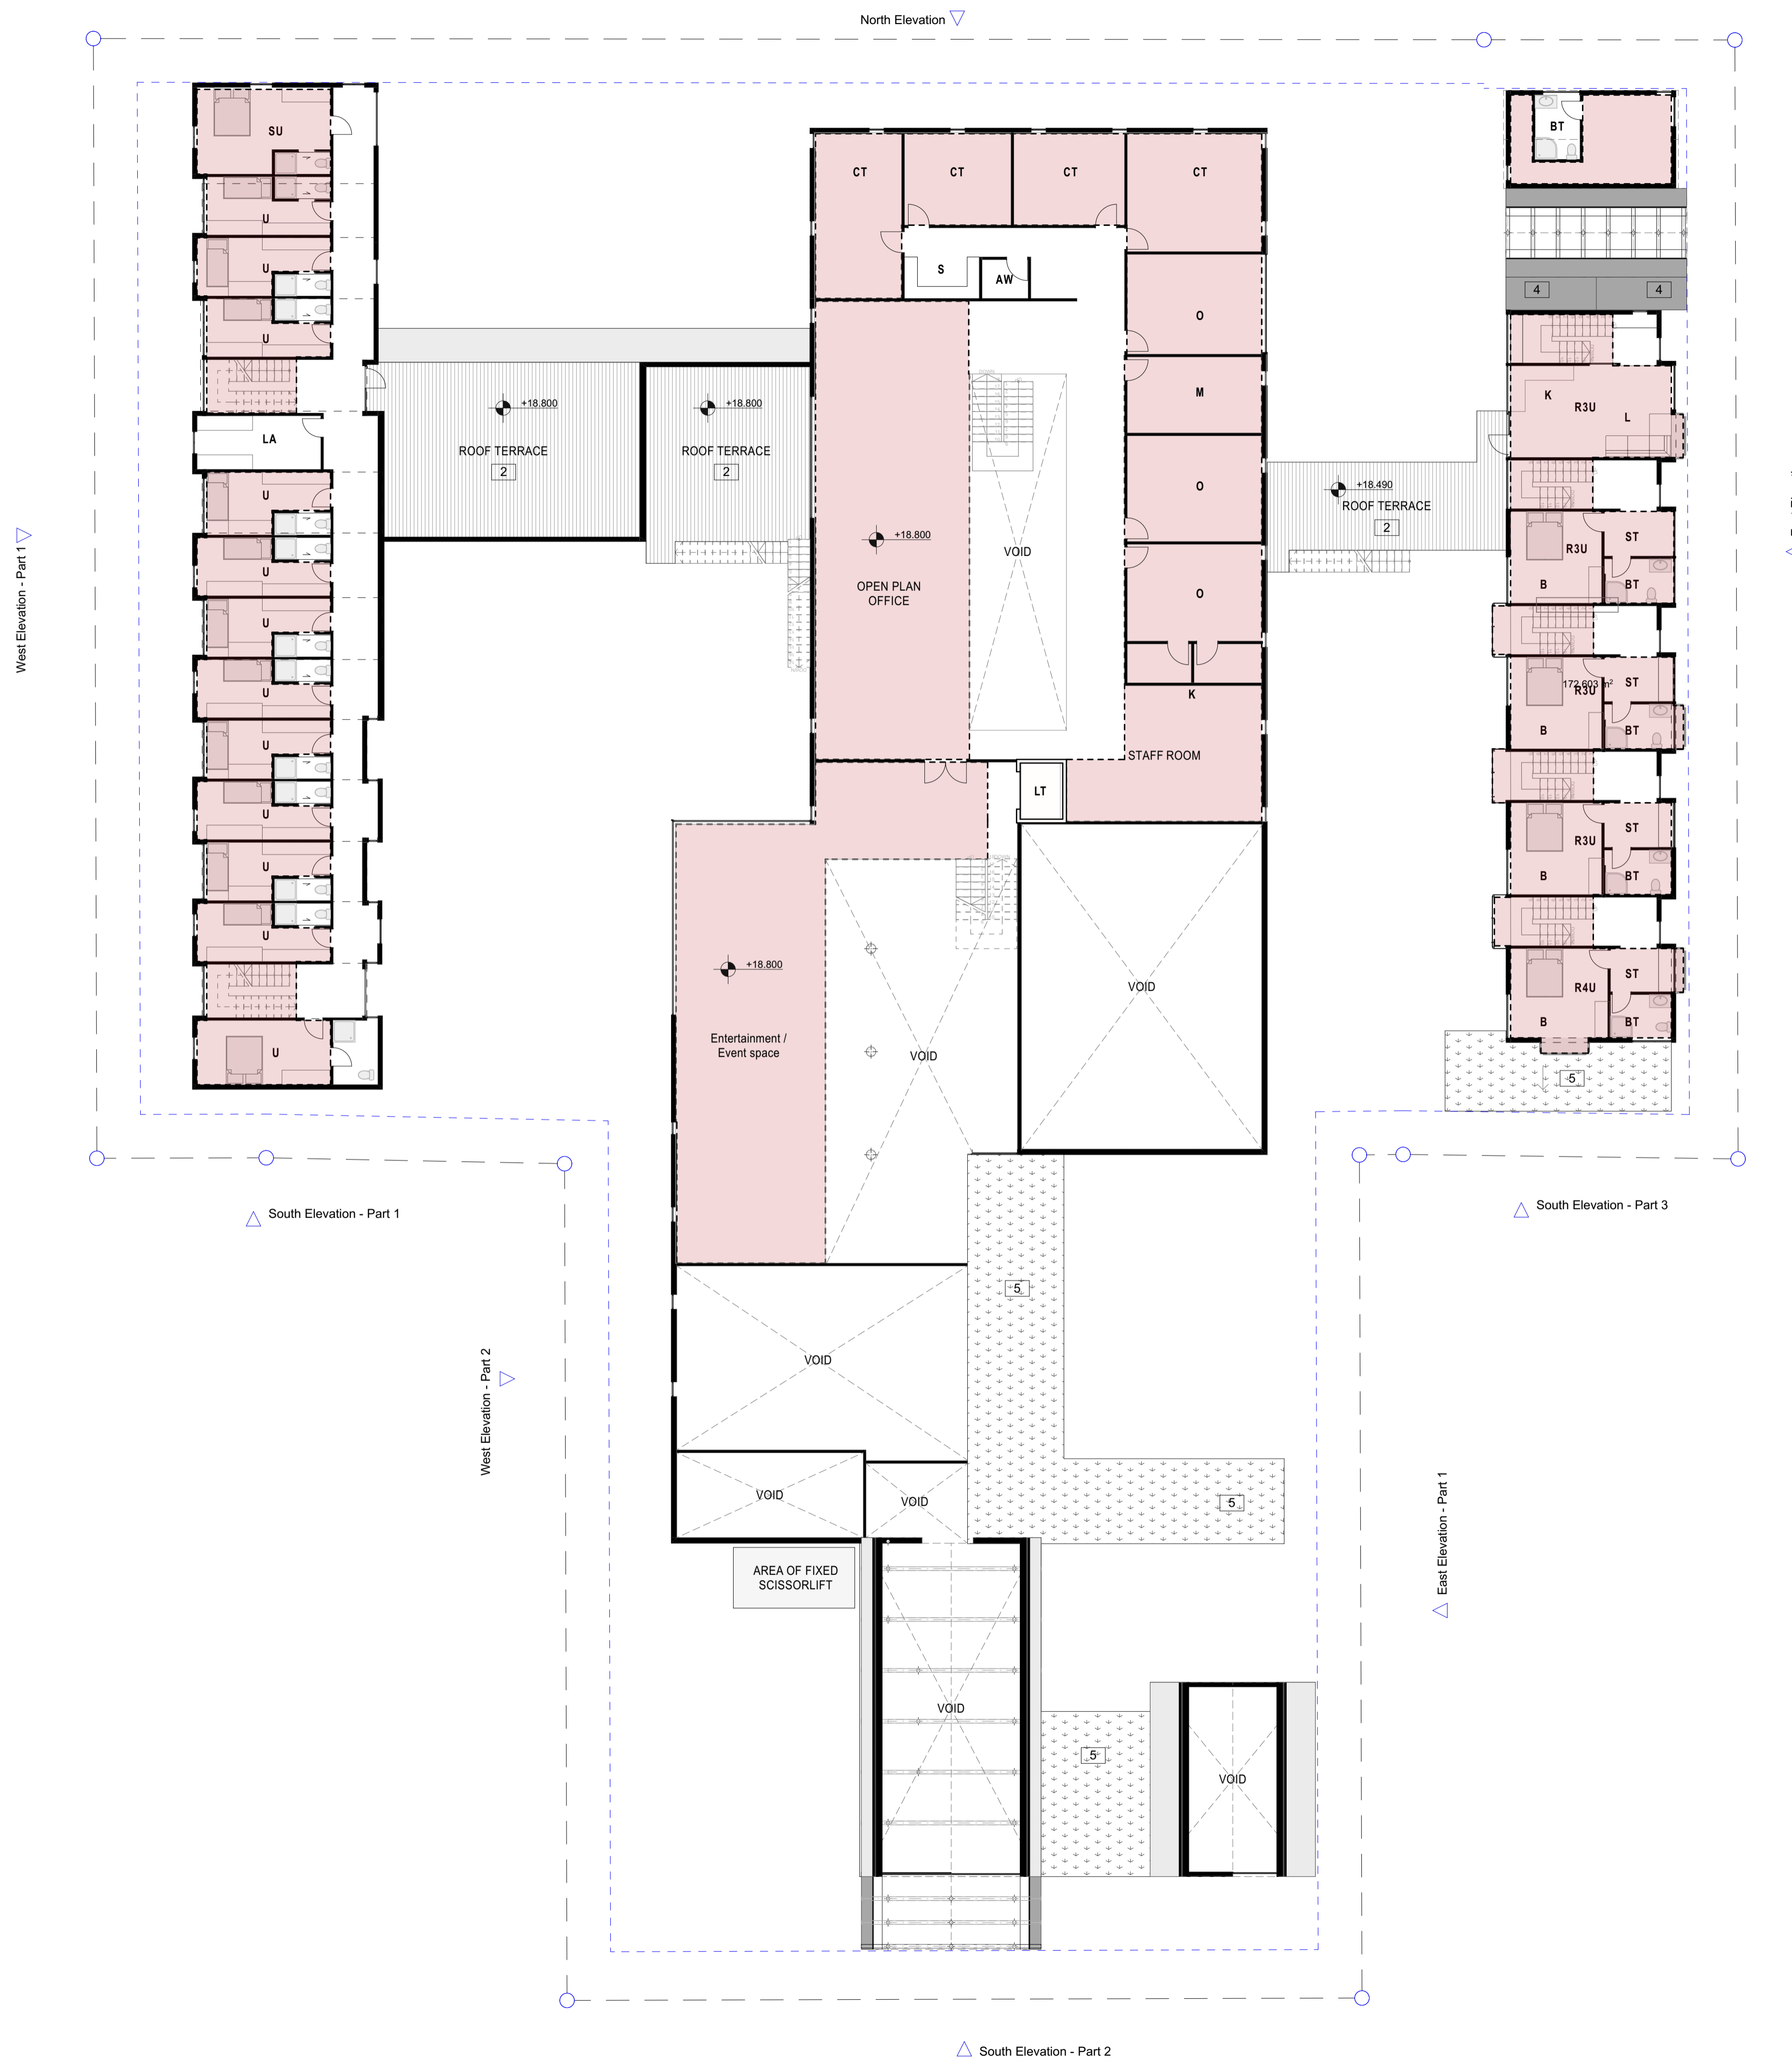 North Elevation
SU
BT
CT
CT
CT
CT
U
U
S
AW
4
4
O
U
K
R3U
L
M
+18.800
+18.800
LA
ROOF TERRACE
2
ROOF TERRACE
2
+18.490
ROOF TERRACE
2
U
O
+18.800
VOID
ST
R3U
B
BT
West Elevation - Part 1
U
OPEN PLAN
OFFICE
O
U
U
K
172.603 m²
R3U
ST
B
BT
U
STAFF ROOM
LT
U
ST
R3U
B
BT
U
U
+18.800
VOID
ST
R4U
B
BT
Entertainment /
Event space
VOID
U
5
South Elevation - Part 1
South Elevation - Part 3
5
West Elevation - Part 2
VOID
VOID
VOID
5
East Elevation - Part 1
AREA OF FIXED
SCISSORLIFT
VOID
5
VOID
South Elevation - Part 2